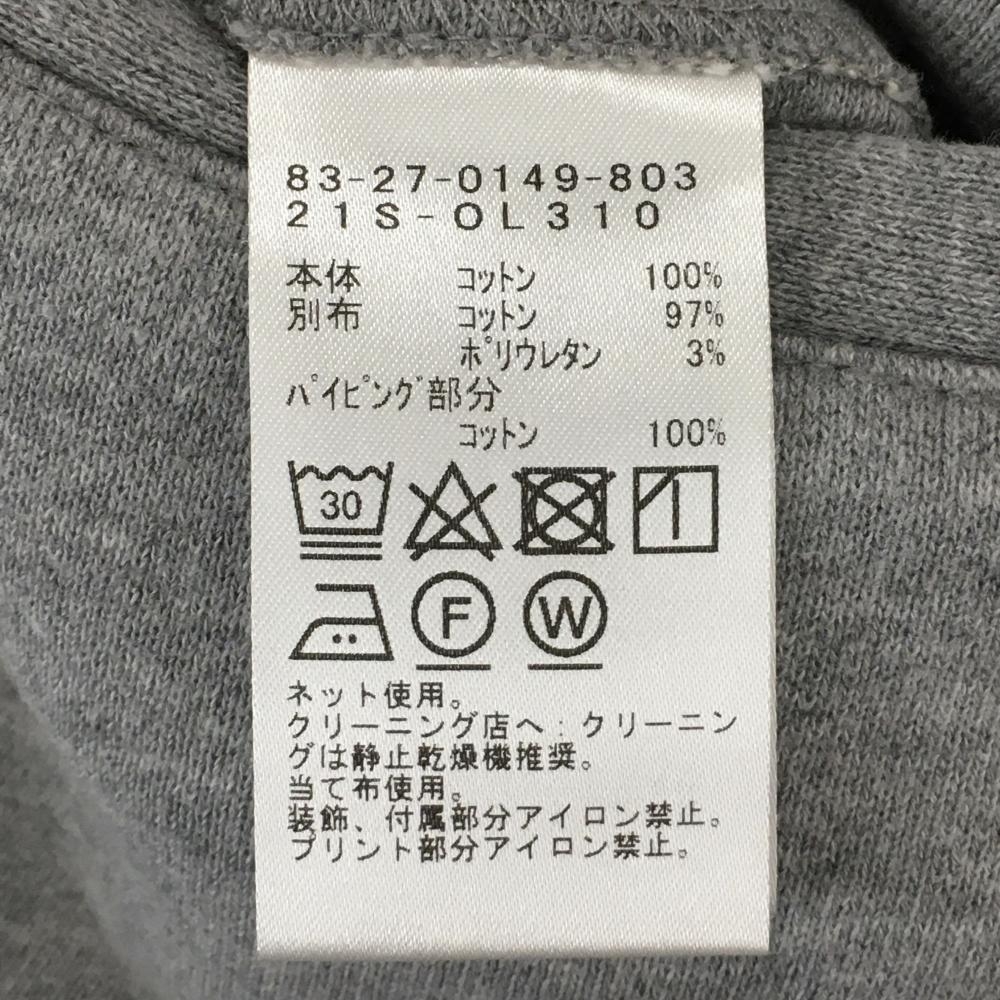 83-27-0149-803
21S-OL310
本体 コットン 100%
別布 コットン 97%
ポリウレタン 3%
パイピング部分
コットン 100%
30
F W
ネット使用。
クリーニング店へ：クリーニン
グは静止乾燥機推奨。
当て布使用。
装飾、付属部分アイロン禁止。
プリント部分アイロン禁止。